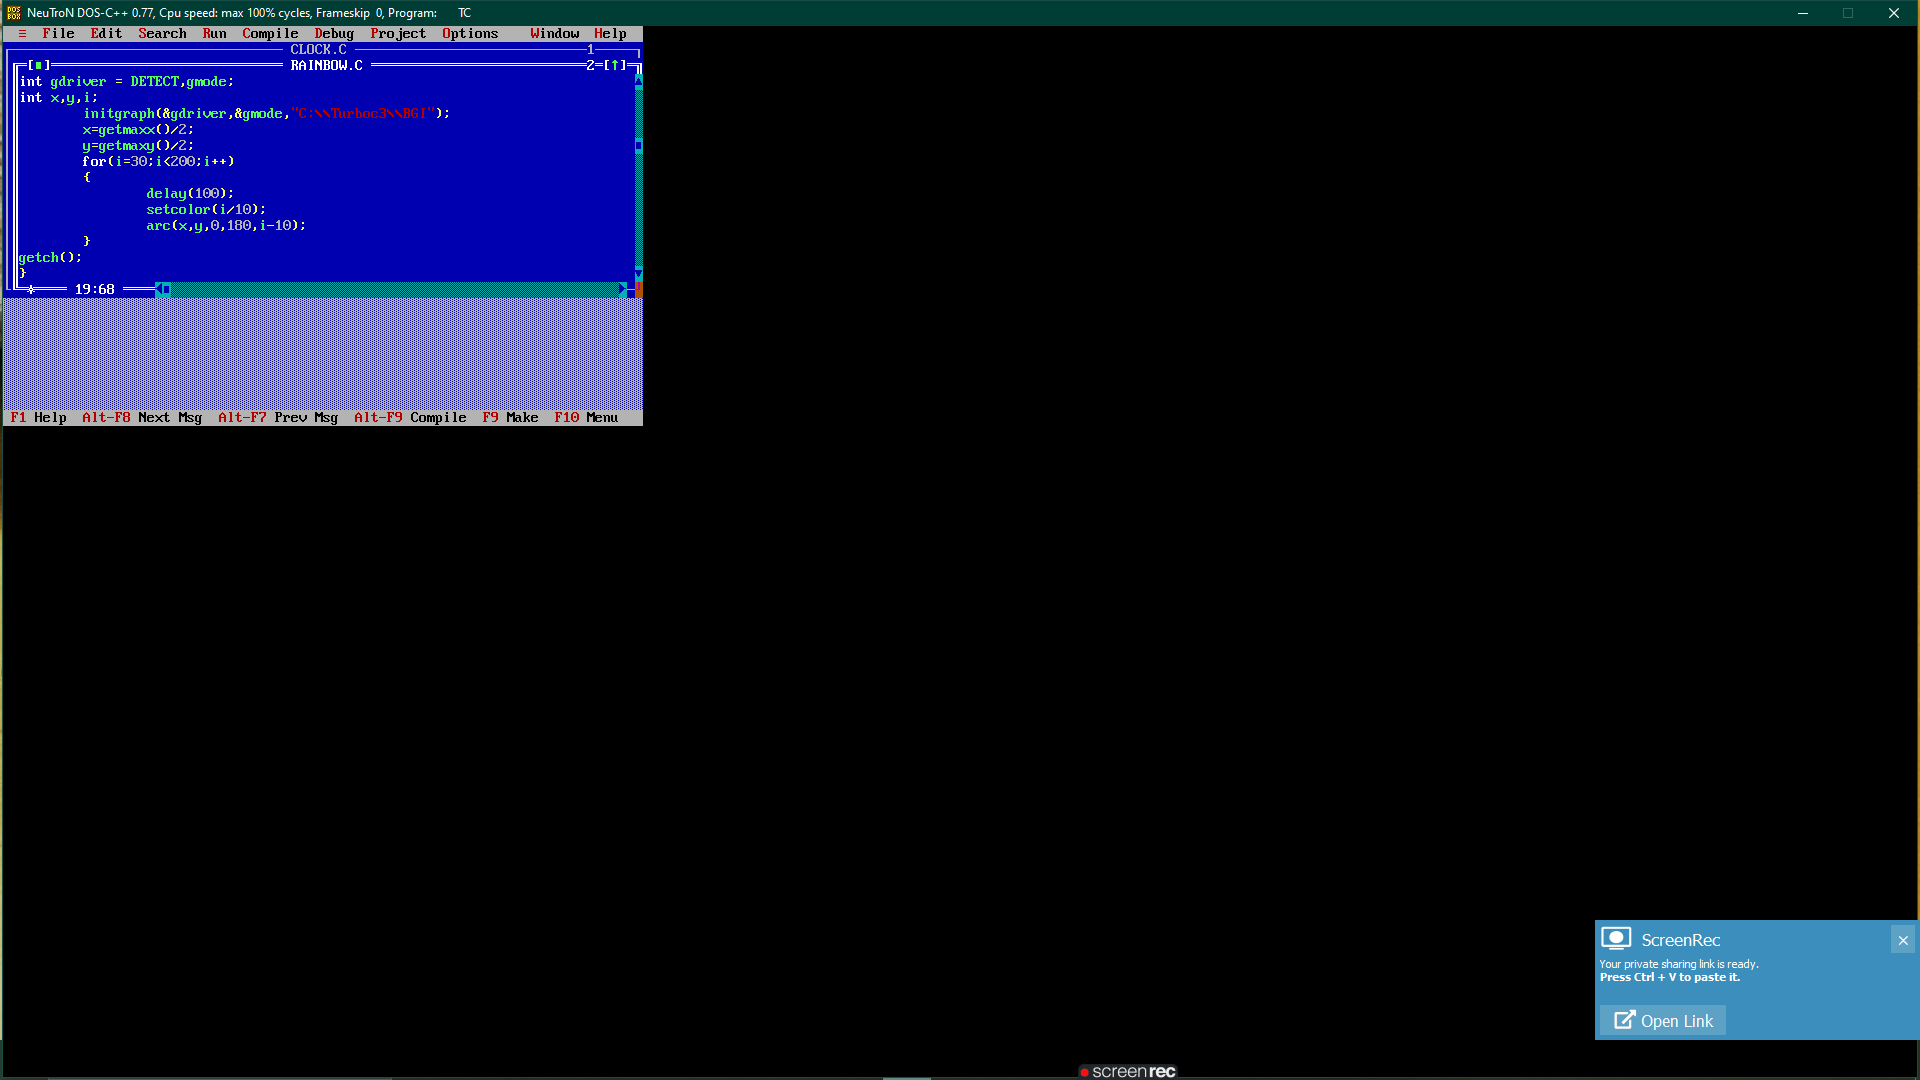 NeuTroN DOS-C++ 0.77, Cpu speed: max 100% cycles, Frameskip 0, Program: TC
≡ File Edit Search Run Compile Debug Project Options Window Help
CLOCK.C 1
[■] RAINBOW.C 2=[↑]
int gdriver = DETECT,gmode;
int x,y,i;
initgraph(&gdriver,&gmode,"C:\\Turboc3\\BGI");
x=getmaxx()/2;
y=getmaxy()/2;
for(i=30;i<200;i++)
{
delay(100);
setcolor(i/10);
arc(x,y,0,180,i-10);
}
getch();
}
* 19:68
F1 Help Alt-F8 Next Msg Alt-F7 Prev Msg Alt-F9 Compile F9 Make F10 Menu
ScreenRec
Your private sharing link is ready.
Press Ctrl + V to paste it.
Open Link
screenrec